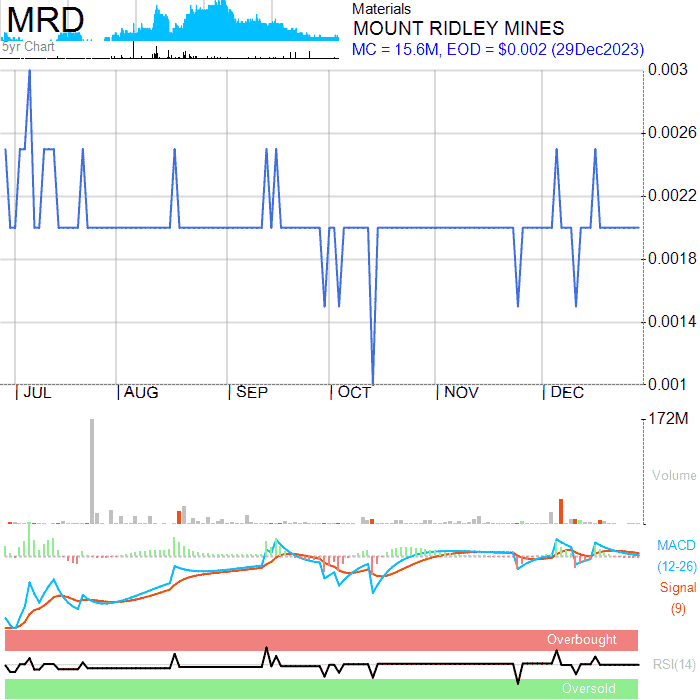 MRD
5yr Chart
Materials
MOUNT RIDLEY MINES
MC = 15.6M, EOD = $0.002 (29Dec2023)
0.003
0.0026
0.0022
0.0018
0.0014
0.001
JUL AUG SEP OCT NOV DEC
172M
Volume
MACD
(12-26)
Signal
(9)
Overbought
RSI(14)
Oversold